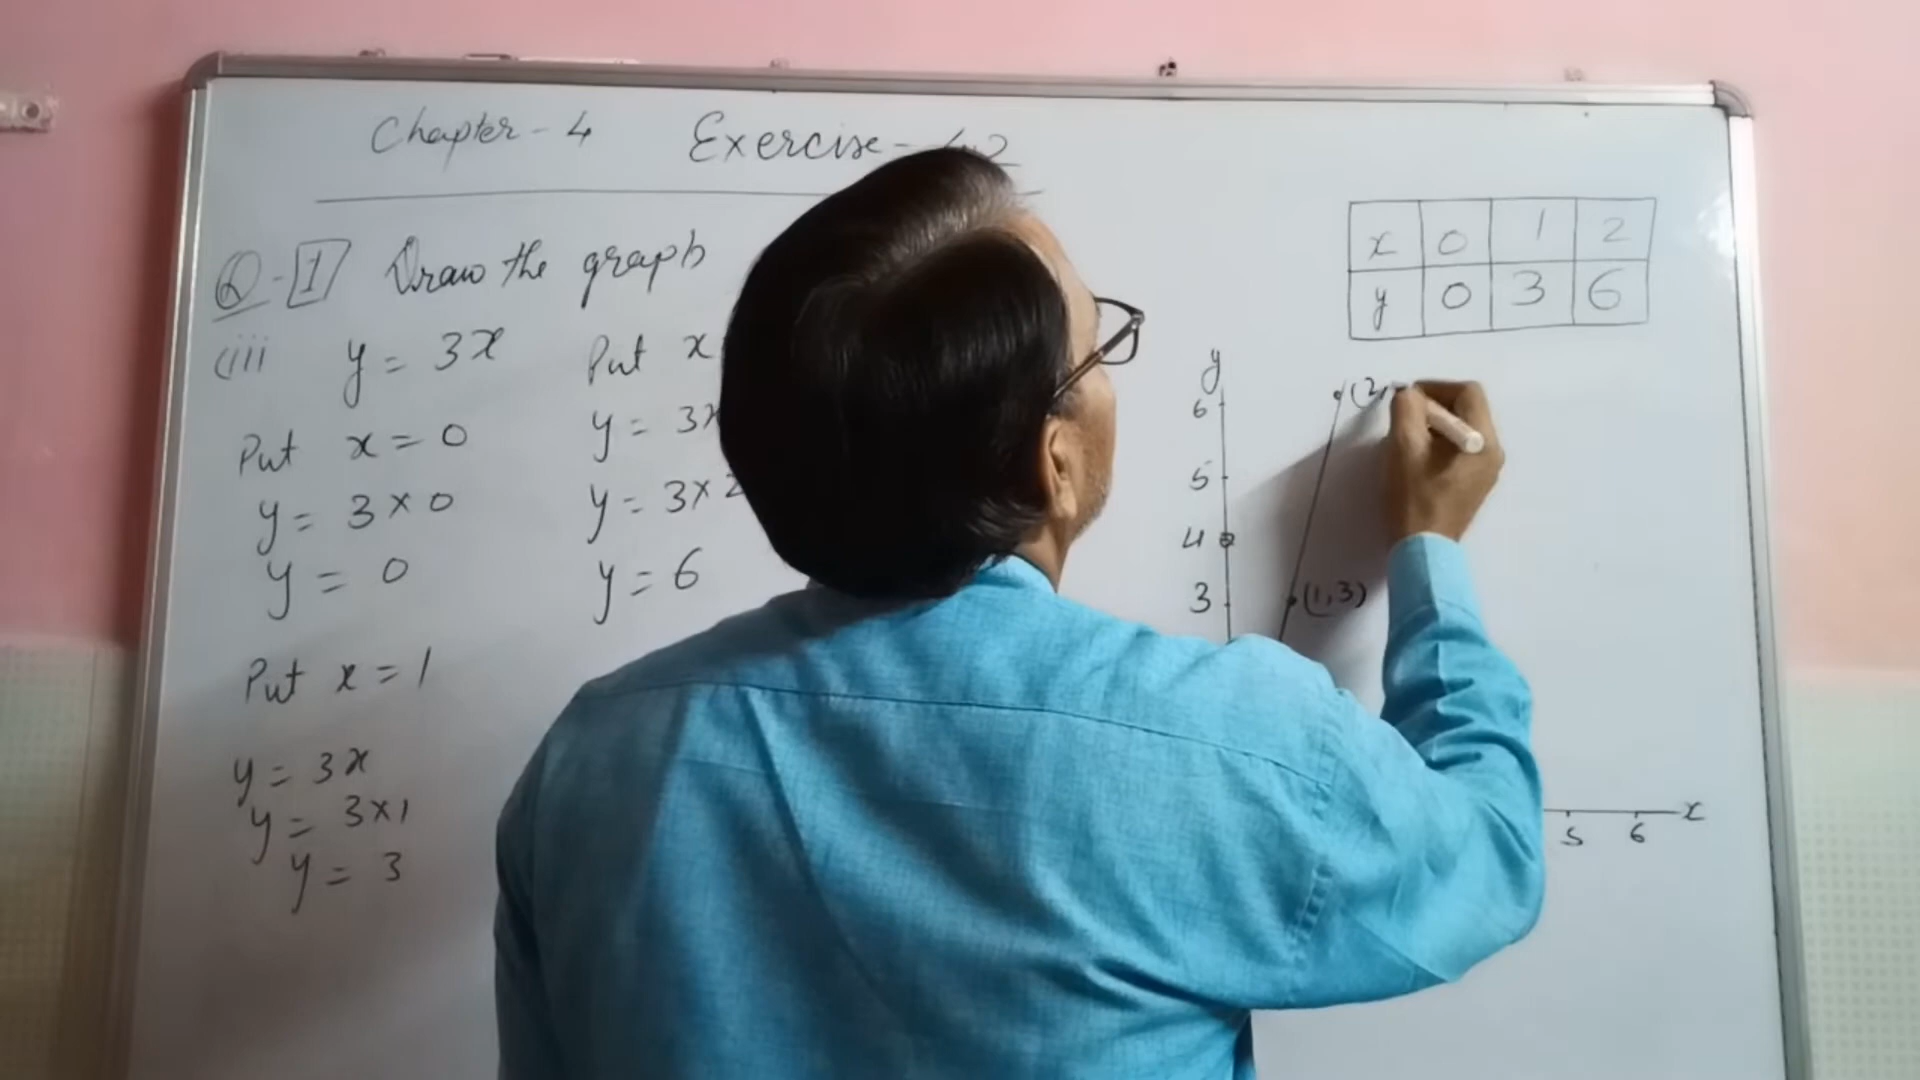 Chapter - 4 Exercise -
Q-1 Draw the graph
(iii y = 3x
Put x = 0
y = 3 × 0
y = 0
Put x = 1
y = 3x
y = 3×1
y = 3
Put x
y = 3x
y = 3×2
y = 6
x 0 1 2
y 0 3 6
y
6
5
4
3
(2,
(1,3)
5 6 x